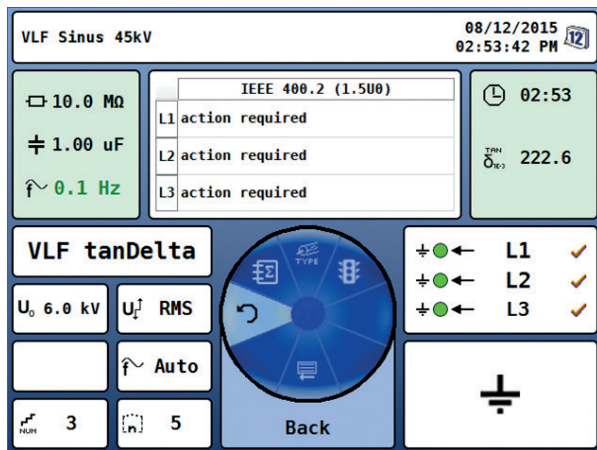 VLF Sinus 45kV
08/12/2015
02:53:42 PM
12
10.0 MΩ
1.00 uF
f 0.1 Hz
IEEE 400.2 (1.5U0)
L1 action required
L2 action required
L3 action required
02:53
TAN
δ1E-3 222.6
VLF tanDelta
U₀ 6.0 kV
U RMS
f Auto
NUM 3
n 5
TYPE
Σ
Back
L1
L2
L3